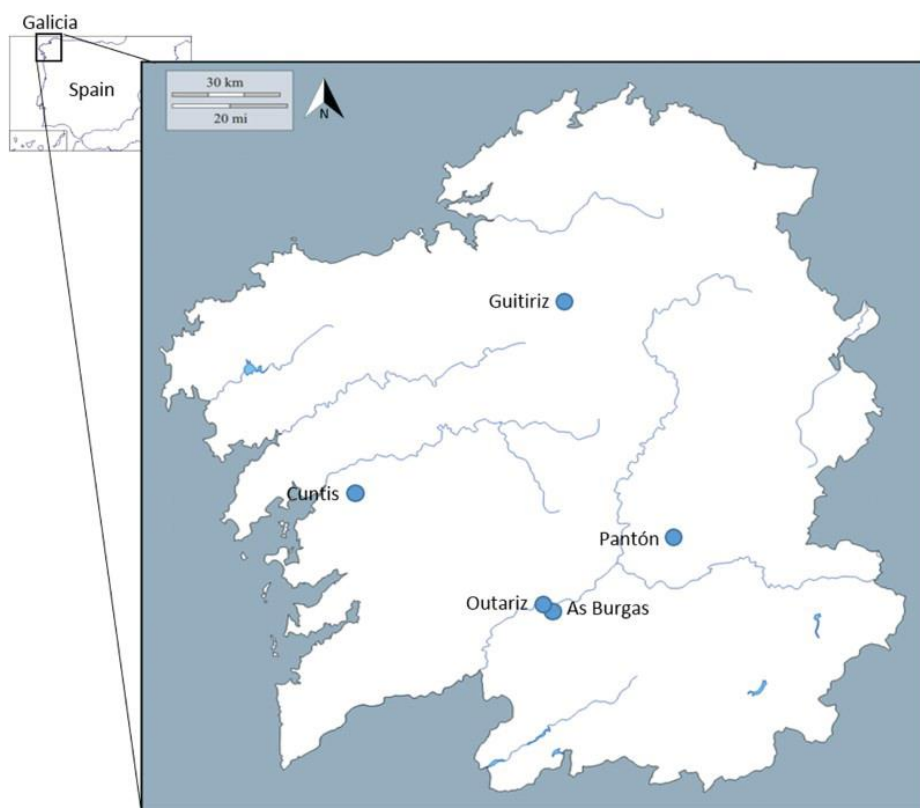 Galicia
Spain
30 km
20 mi
N
Guitiriz
Cuntis
Pantón
Outariz
As Burgas